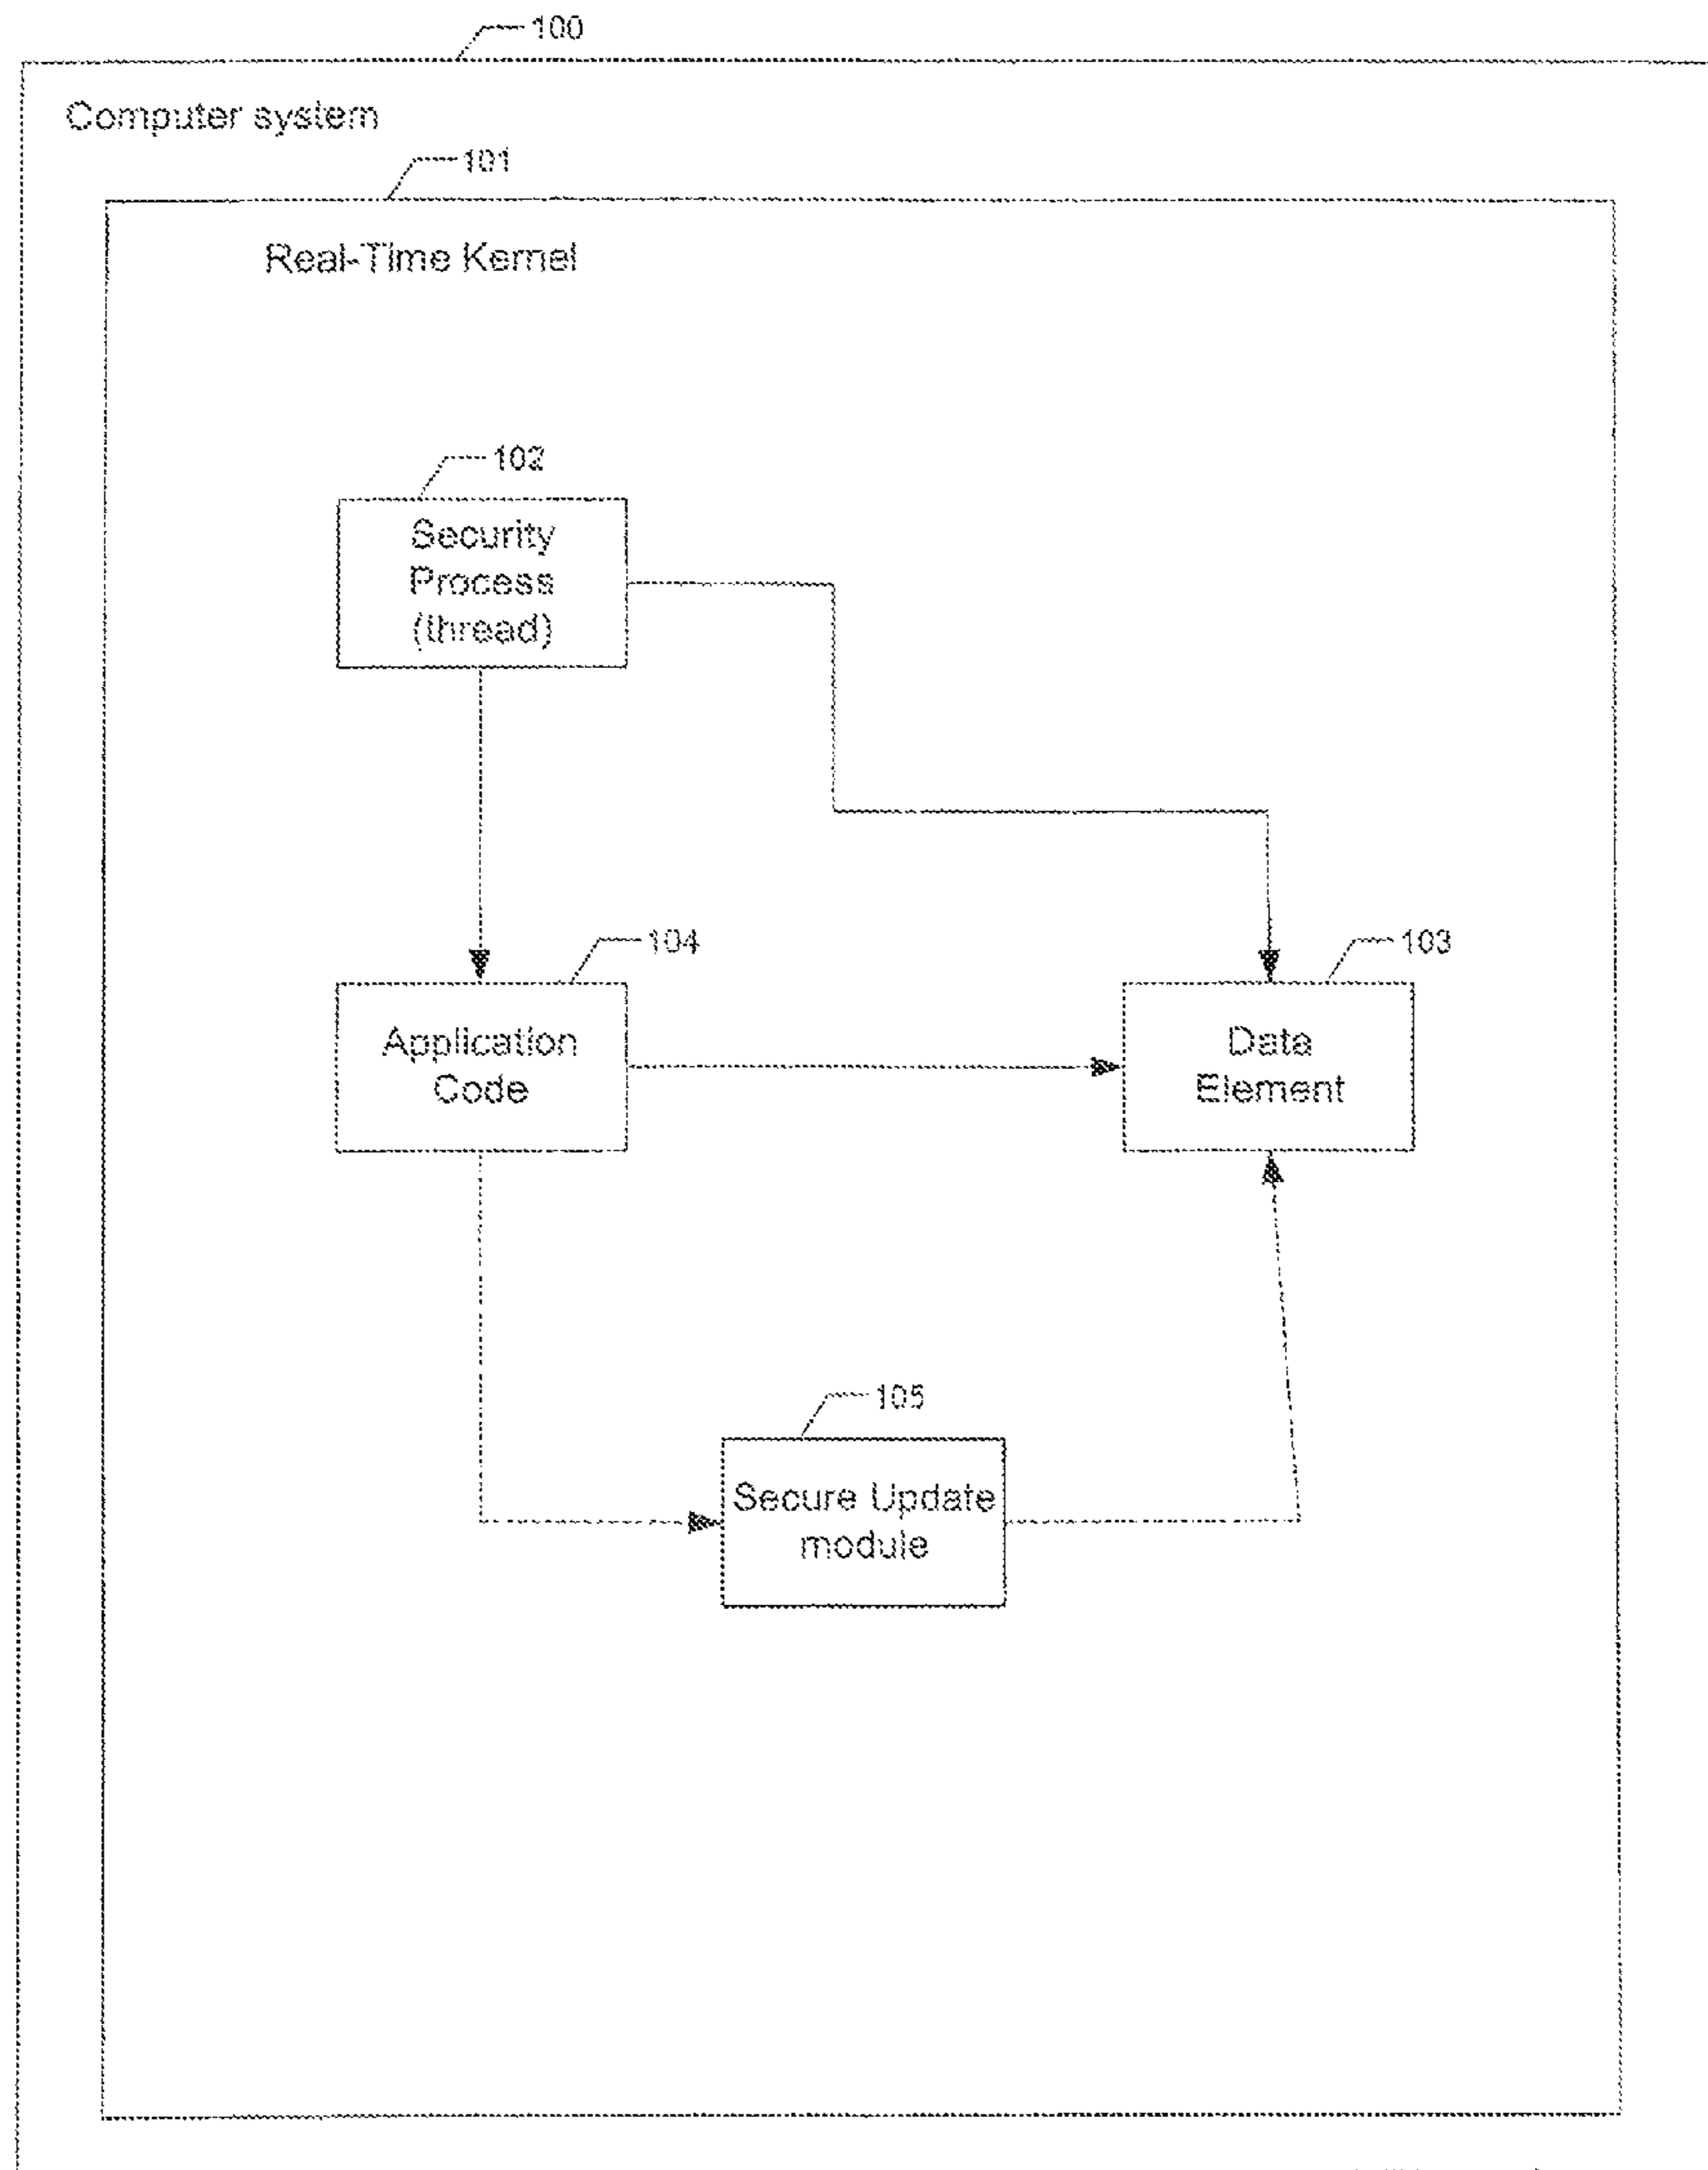 100
Computer system
101
Real-Time Kernel
102
Security
Process
(thread)
104
103
Application
Code
Data
Element
105
Secure Update
module